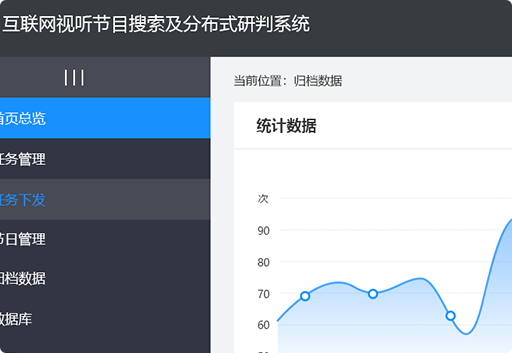 互联网视听节目搜索及分布式研判系统
|||
首页总览
任务管理
任务下发
节日管理
归档数据
数据库
当前位置：归档数据
统计数据
次
90
80
70
60